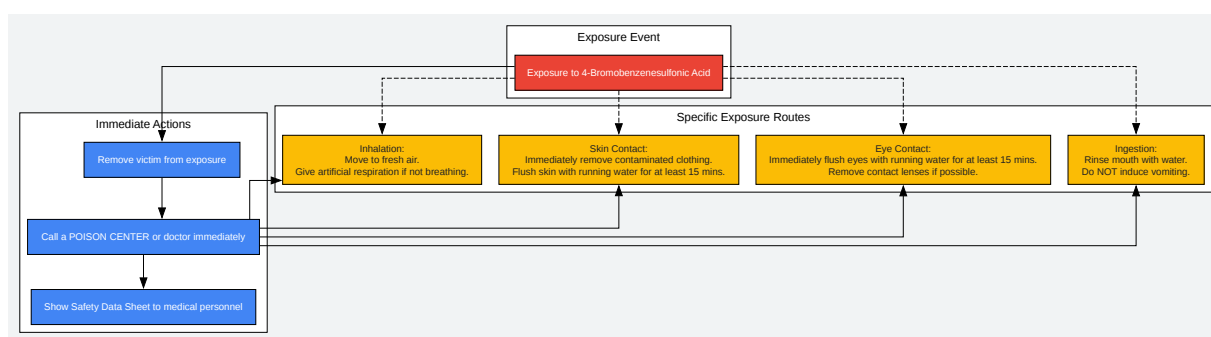 Exposure Event
Exposure to 4-Bromobenzenesulfonic Acid
Immediate Actions
Remove victim from exposure
Call a POISON CENTER or doctor immediately
Show Safety Data Sheet to medical personnel
Specific Exposure Routes
Inhalation:
Move to fresh air.
Give artificial respiration if not breathing.
Skin Contact:
Immediately remove contaminated clothing.
Flush skin with running water for at least 15 mins.
Eye Contact:
Immediately flush eyes with running water for at least 15 mins.
Remove contact lenses if possible.
Ingestion:
Rinse mouth with water.
Do NOT induce vomiting.